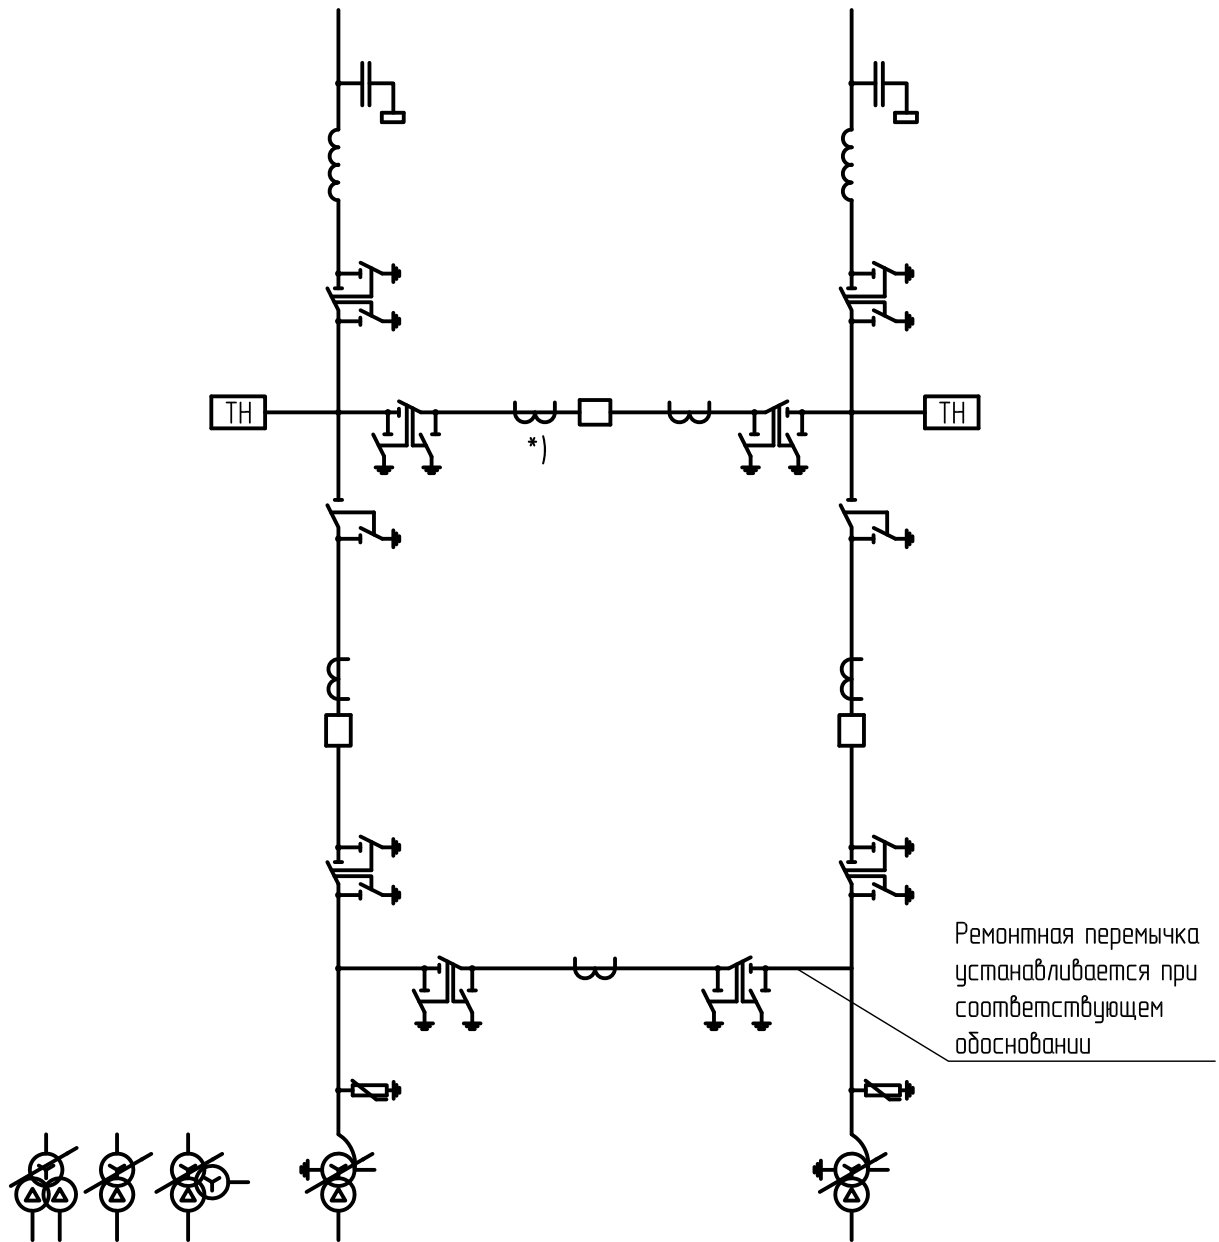 ТН
ТН
*)
Ремонтная перемычка
устанавливается при
соответствующем
обосновании